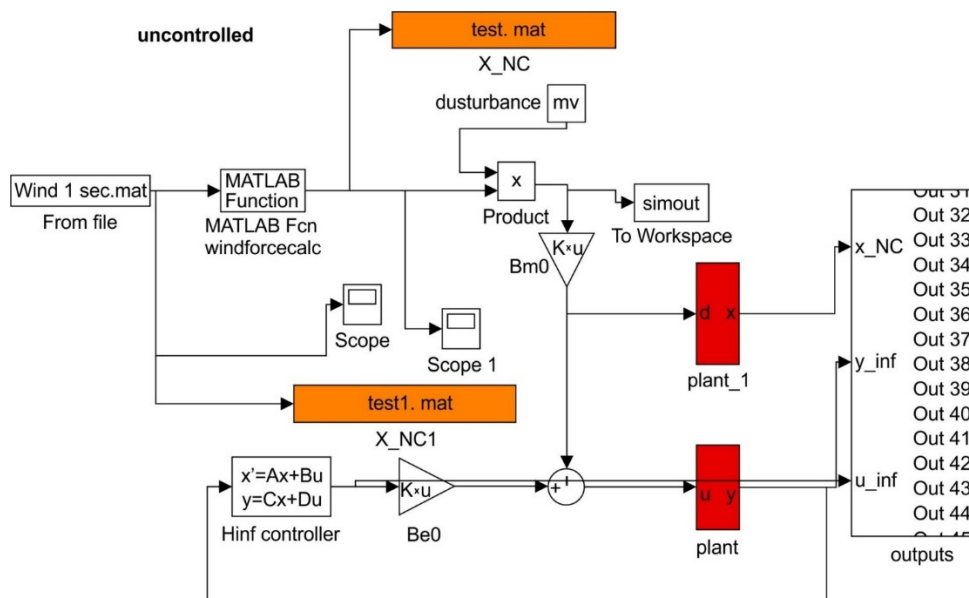 uncontrolled
test. mat
X_NC
dusturbance
mv
Wind 1 sec.mat
From file
MATLAB
Function
MATLAB Fcn
windforcecalc
x
Product
simout
To Workspace
K×u
Bm0
Scope
Scope 1
d x
plant_1
test1. mat
X_NC1
x'=Ax+Bu
y=Cx+Du
Hinf controller
K×u
Be0
+
+
u y
plant
x_NC
y_inf
u_inf
Out 31
Out 32
Out 33
Out 34
Out 35
Out 36
Out 37
Out 38
Out 39
Out 40
Out 41
Out 42
Out 43
Out 44
outputs